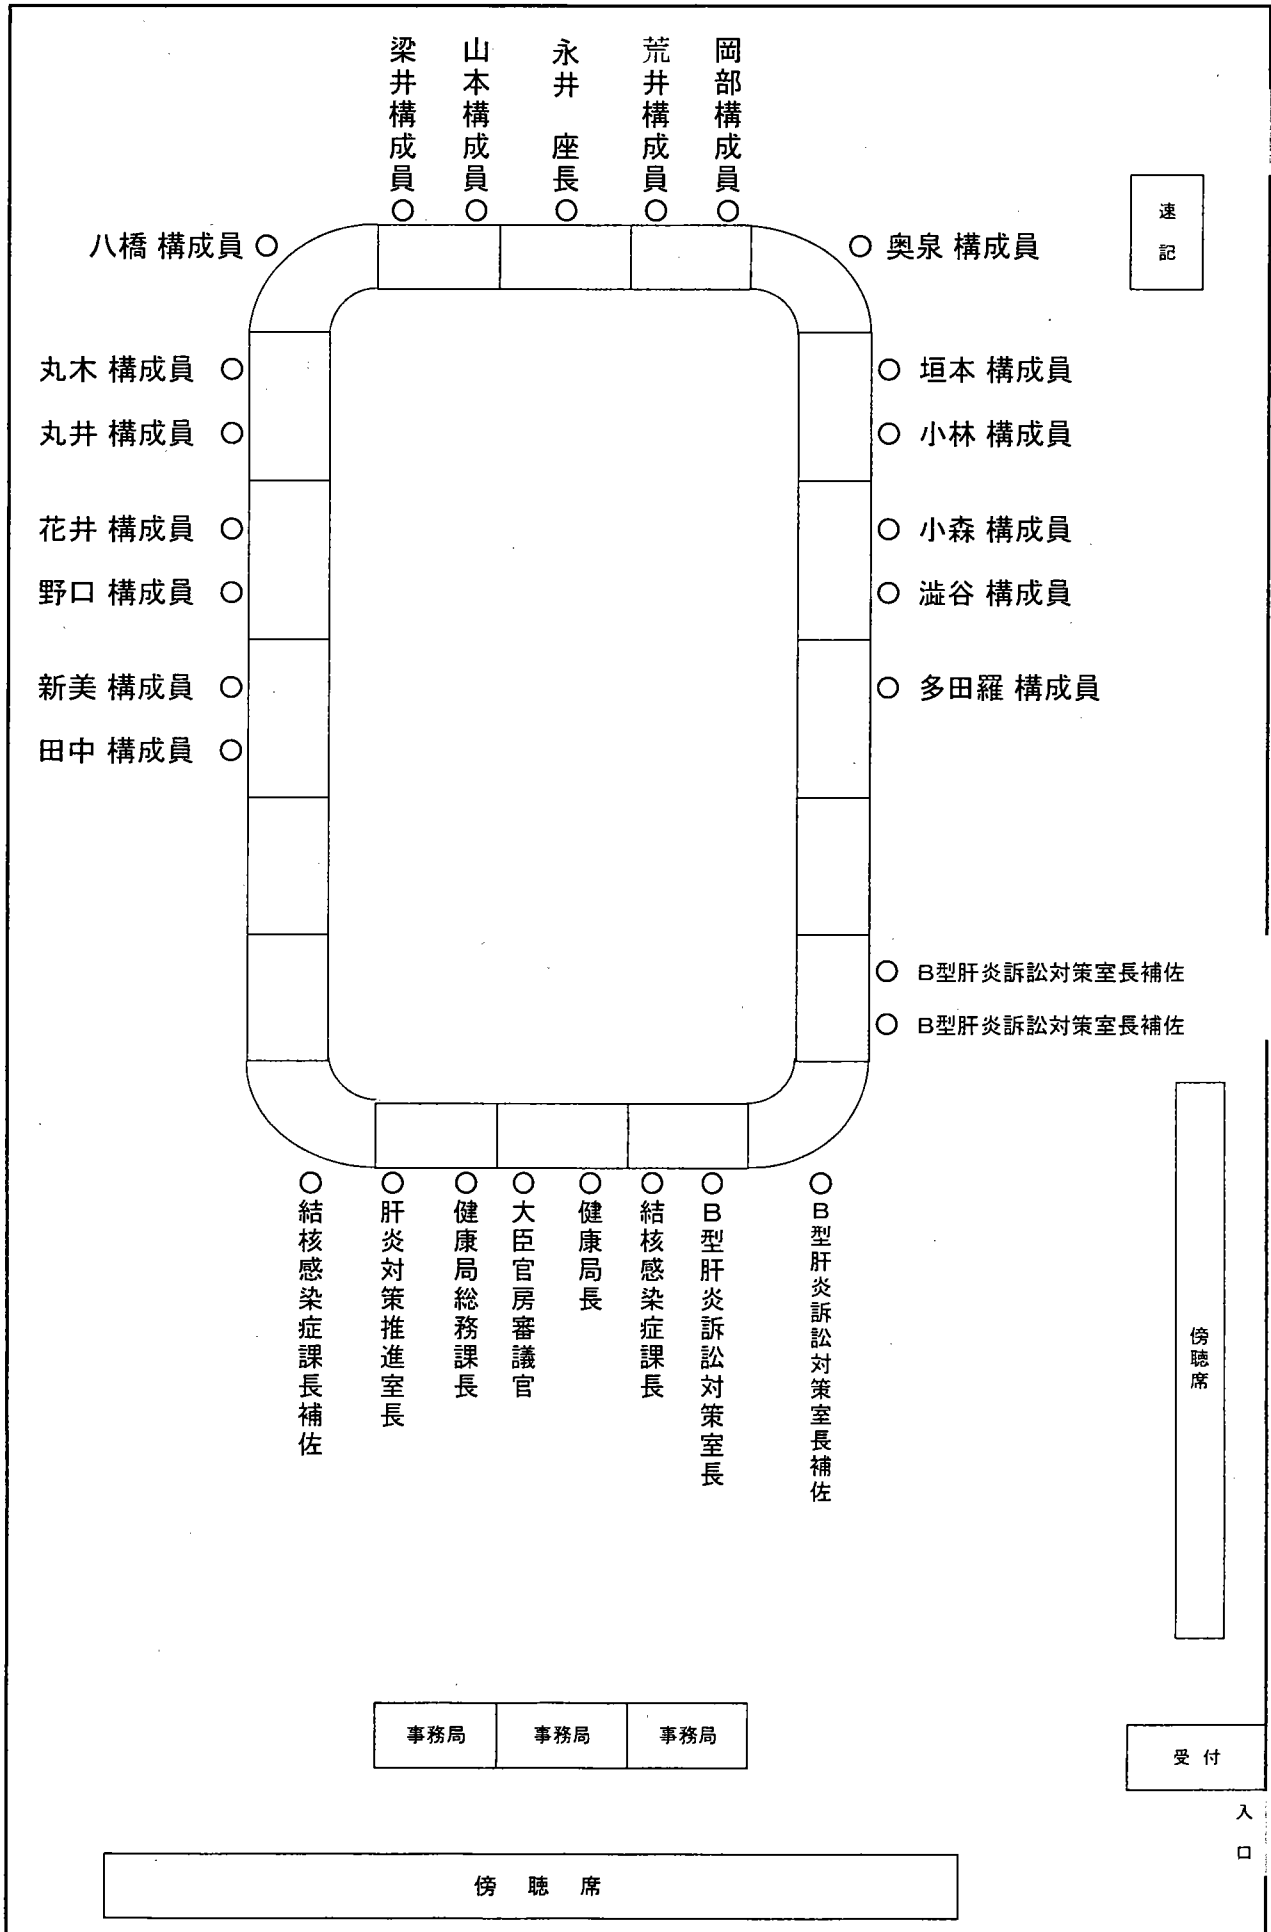 梁井構成員
山本構成員
永井 座長
荒井構成員
岡部構成員
速記
八橋 構成員
奥泉 構成員
丸木 構成員
垣本 構成員
丸井 構成員
小林 構成員
花井 構成員
小森 構成員
野口 構成員
澁谷 構成員
新美 構成員
多田羅 構成員
田中 構成員
B型肝炎訴訟対策室長補佐
B型肝炎訴訟対策室長補佐
結核感染症課長補佐
肝炎対策推進室長
健康局総務課長
大臣官房審議官
健康局長
結核感染症課長
B型肝炎訴訟対策室長
B型肝炎訴訟対策室長補佐
傍聴席
事務局
事務局
事務局
受付
入口
傍聴席